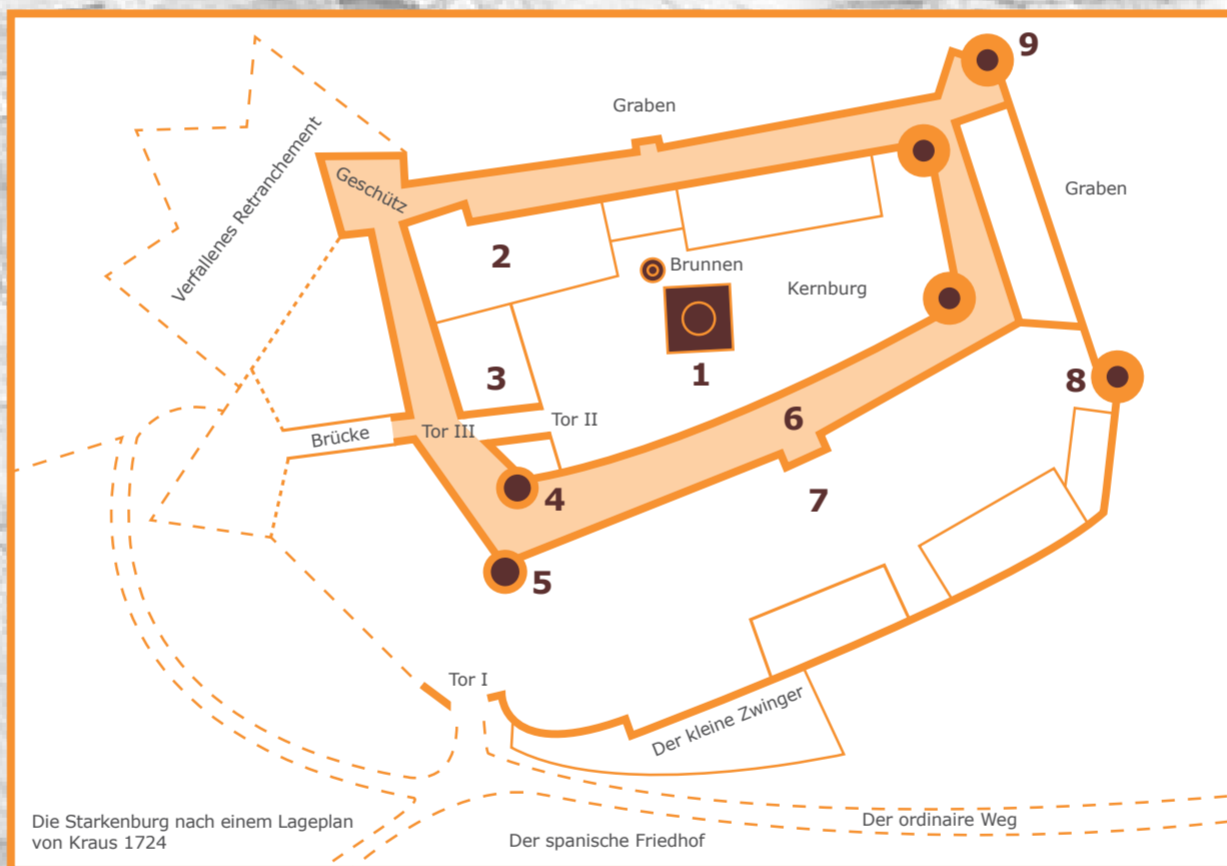 9
Graben
Geschütz
Graben
Verfallenes Retranchement
2
Brunnen
Kernburg
1
3
8
Tor II
6
Brücke
Tor III
4
7
5
Tor I
Der kleine Zwinger
Die Starkenburg nach einem Lageplan
von Kraus 1724
Der ordinaire Weg
Der spanische Friedhof